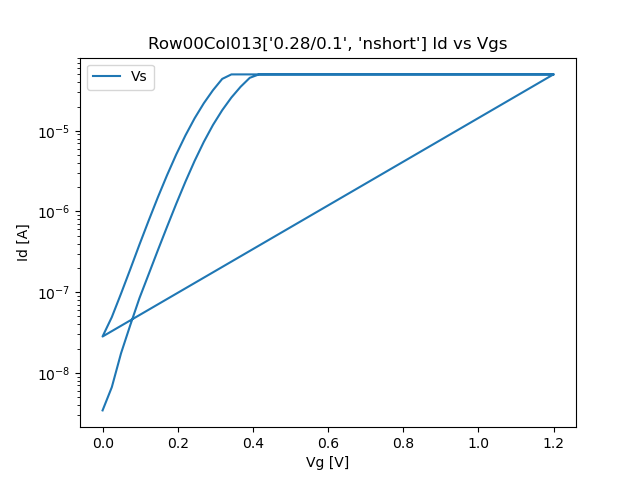 Row00Col013['0.28/0.1', 'nshort'] Id vs Vgs
Vs
10⁻⁵
10⁻⁶
10⁻⁷
10⁻⁸
Id [A]
0.0 0.2 0.4 0.6 0.8 1.0 1.2
Vg [V]